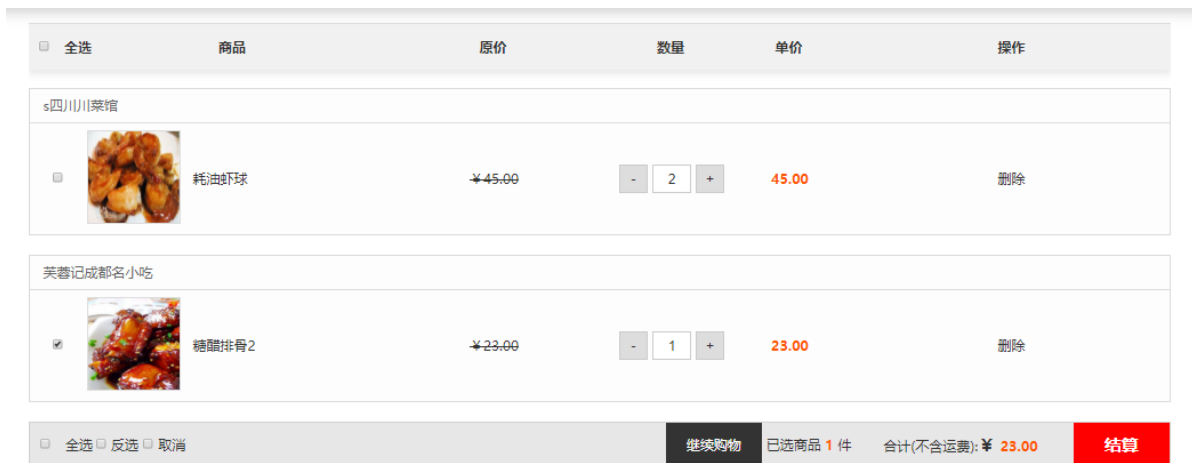 全选 商品 原价 数量 单价 操作
s四川川菜馆
耗油虾球 ¥45.00 - 2 + 45.00 删除
芙蓉记成都名小吃
糖醋排骨2 ¥23.00 - 1 + 23.00 删除
全选 反选 取消 继续购物 已选商品 1 件 合计(不含运费): ¥ 23.00 结算